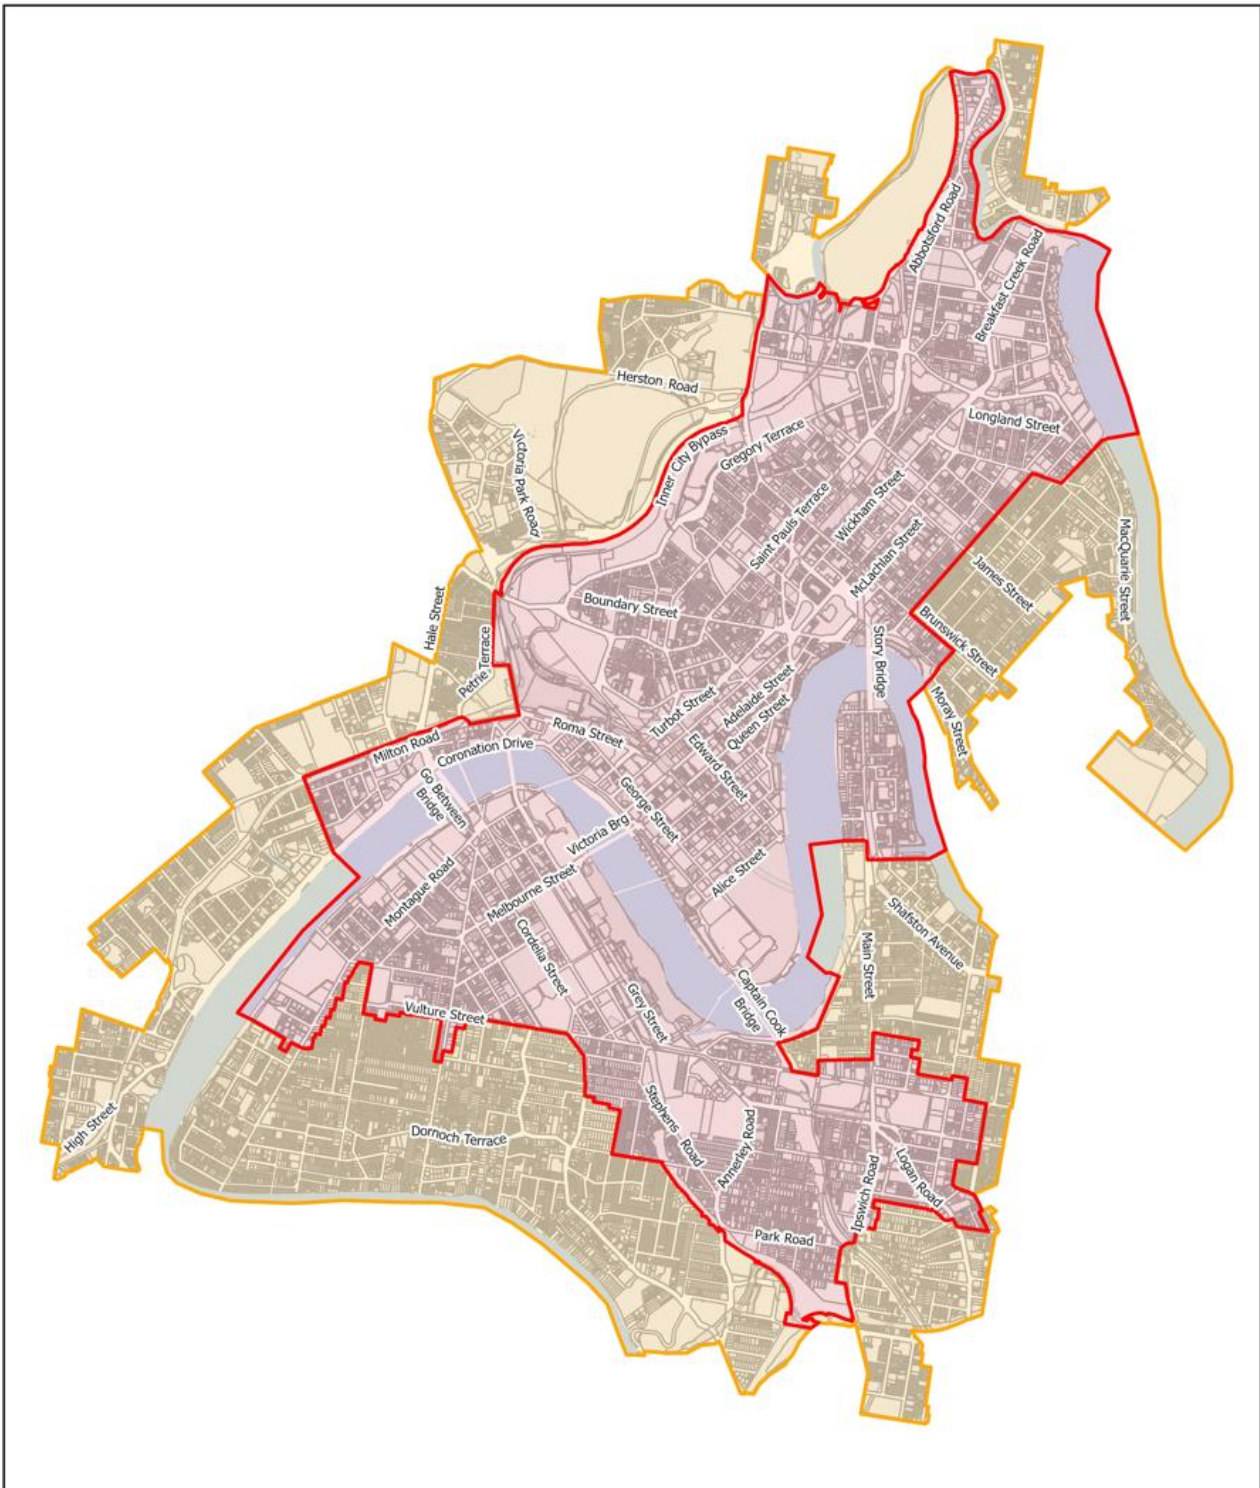 Abbotsford Road
Breakfast Creek Road
Herston Road
Longland Street
Inner City Bypass
Gregory Terrace
Victoria Park Road
Saint Pauls Terrace
Wickham Street
McLachlan Street
MacQuarie Street
James Street
Hale Street
Boundary Street
Brunswick Street
Petrie Terrace
Story Bridge
Moray Street
Adelaide Street
Turbot Street
Queen Street
Roma Street
Milton Road
Coronation Drive
Edward Street
Go Between
Bridge
George Street
Victoria Brg
Alice Street
Montague Road
Melbourne Street
Shafston Avenue
Cordelia Street
Main Street
Captain Cook
Bridge
Grey Street
Vulture Street
High Street
Dornoch Terrace
Stephens Road
Annerley Road
Logan Road
Ipswich Road
Park Road